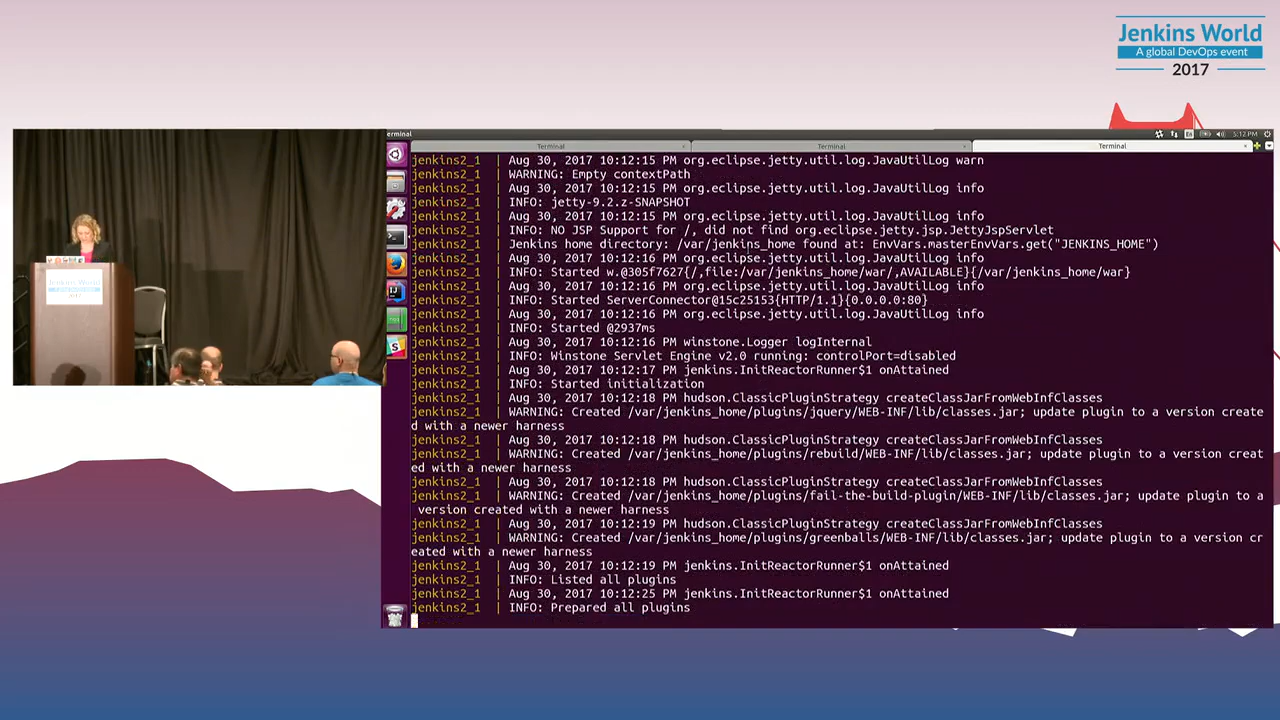 Jenkins World
A global DevOps event
2017
erminal
5:12 PM
Terminal
Terminal
Terminal
jenkins2_1 | Aug 30, 2017 10:12:15 PM org.eclipse.jetty.util.log.JavaUtilLog warn
jenkins2_1 | WARNING: Empty contextPath
jenkins2_1 | Aug 30, 2017 10:12:15 PM org.eclipse.jetty.util.log.JavaUtilLog info
jenkins2_1 | INFO: jetty-9.2.z-SNAPSHOT
jenkins2_1 | Aug 30, 2017 10:12:15 PM org.eclipse.jetty.util.log.JavaUtilLog info
jenkins2_1 | INFO: NO JSP Support for /, did not find org.eclipse.jetty.jsp.JettyJspServlet
jenkins2_1 | Jenkins home directory: /var/jenkins_home found at: EnvVars.masterEnvVars.get("JENKINS_HOME")
jenkins2_1 | Aug 30, 2017 10:12:16 PM org.eclipse.jetty.util.log.JavaUtilLog info
jenkins2_1 | INFO: Started w.@305f7627{/,file:/var/jenkins_home/war/,AVAILABLE}{/var/jenkins_home/war}
jenkins2_1 | Aug 30, 2017 10:12:16 PM org.eclipse.jetty.util.log.JavaUtilLog info
jenkins2_1 | INFO: Started ServerConnector@15c25153{HTTP/1.1}{0.0.0.0:80}
jenkins2_1 | Aug 30, 2017 10:12:16 PM org.eclipse.jetty.util.log.JavaUtilLog info
jenkins2_1 | INFO: Started @2937ms
jenkins2_1 | Aug 30, 2017 10:12:16 PM winstone.Logger logInternal
jenkins2_1 | INFO: Winstone Servlet Engine v2.0 running: controlPort=disabled
jenkins2_1 | Aug 30, 2017 10:12:17 PM jenkins.InitReactorRunner$1 onAttained
jenkins2_1 | INFO: Started initialization
jenkins2_1 | Aug 30, 2017 10:12:18 PM hudson.ClassicPluginStrategy createClassJarFromWebInfClasses
jenkins2_1 | WARNING: Created /var/jenkins_home/plugins/jquery/WEB-INF/lib/classes.jar; update plugin to a version create
d with a newer harness
jenkins2_1 | Aug 30, 2017 10:12:18 PM hudson.ClassicPluginStrategy createClassJarFromWebInfClasses
jenkins2_1 | WARNING: Created /var/jenkins_home/plugins/rebuild/WEB-INF/lib/classes.jar; update plugin to a version creat
ed with a newer harness
jenkins2_1 | Aug 30, 2017 10:12:18 PM hudson.ClassicPluginStrategy createClassJarFromWebInfClasses
jenkins2_1 | WARNING: Created /var/jenkins_home/plugins/fail-the-build-plugin/WEB-INF/lib/classes.jar; update plugin to a
version created with a newer harness
jenkins2_1 | Aug 30, 2017 10:12:19 PM hudson.ClassicPluginStrategy createClassJarFromWebInfClasses
jenkins2_1 | WARNING: Created /var/jenkins_home/plugins/greenballs/WEB-INF/lib/classes.jar; update plugin to a version cr
eated with a newer harness
jenkins2_1 | Aug 30, 2017 10:12:19 PM jenkins.InitReactorRunner$1 onAttained
jenkins2_1 | INFO: Listed all plugins
jenkins2_1 | Aug 30, 2017 10:12:25 PM jenkins.InitReactorRunner$1 onAttained
jenkins2_1 | INFO: Prepared all plugins
Jenkins World
2017